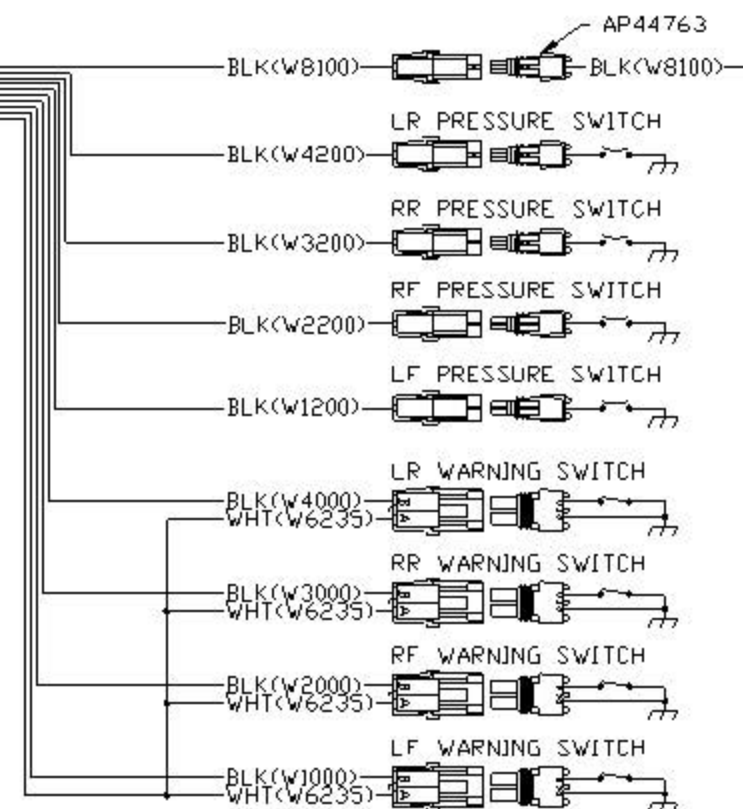 AP44763
BLK(W8100) BLK(W8100)
LR PRESSURE SWITCH
BLK(W4200)
RR PRESSURE SWITCH
BLK(W3200)
RF PRESSURE SWITCH
BLK(W2200)
LF PRESSURE SWITCH
BLK(W1200)
LR WARNING SWITCH
BLK(W4000) B
WHT(W6235) A
RR WARNING SWITCH
BLK(W3000) B
WHT(W6235) A
RF WARNING SWITCH
BLK(W2000) B
WHT(W6235) A
LF WARNING SWITCH
BLK(W1000) B
WHT(W6235) A